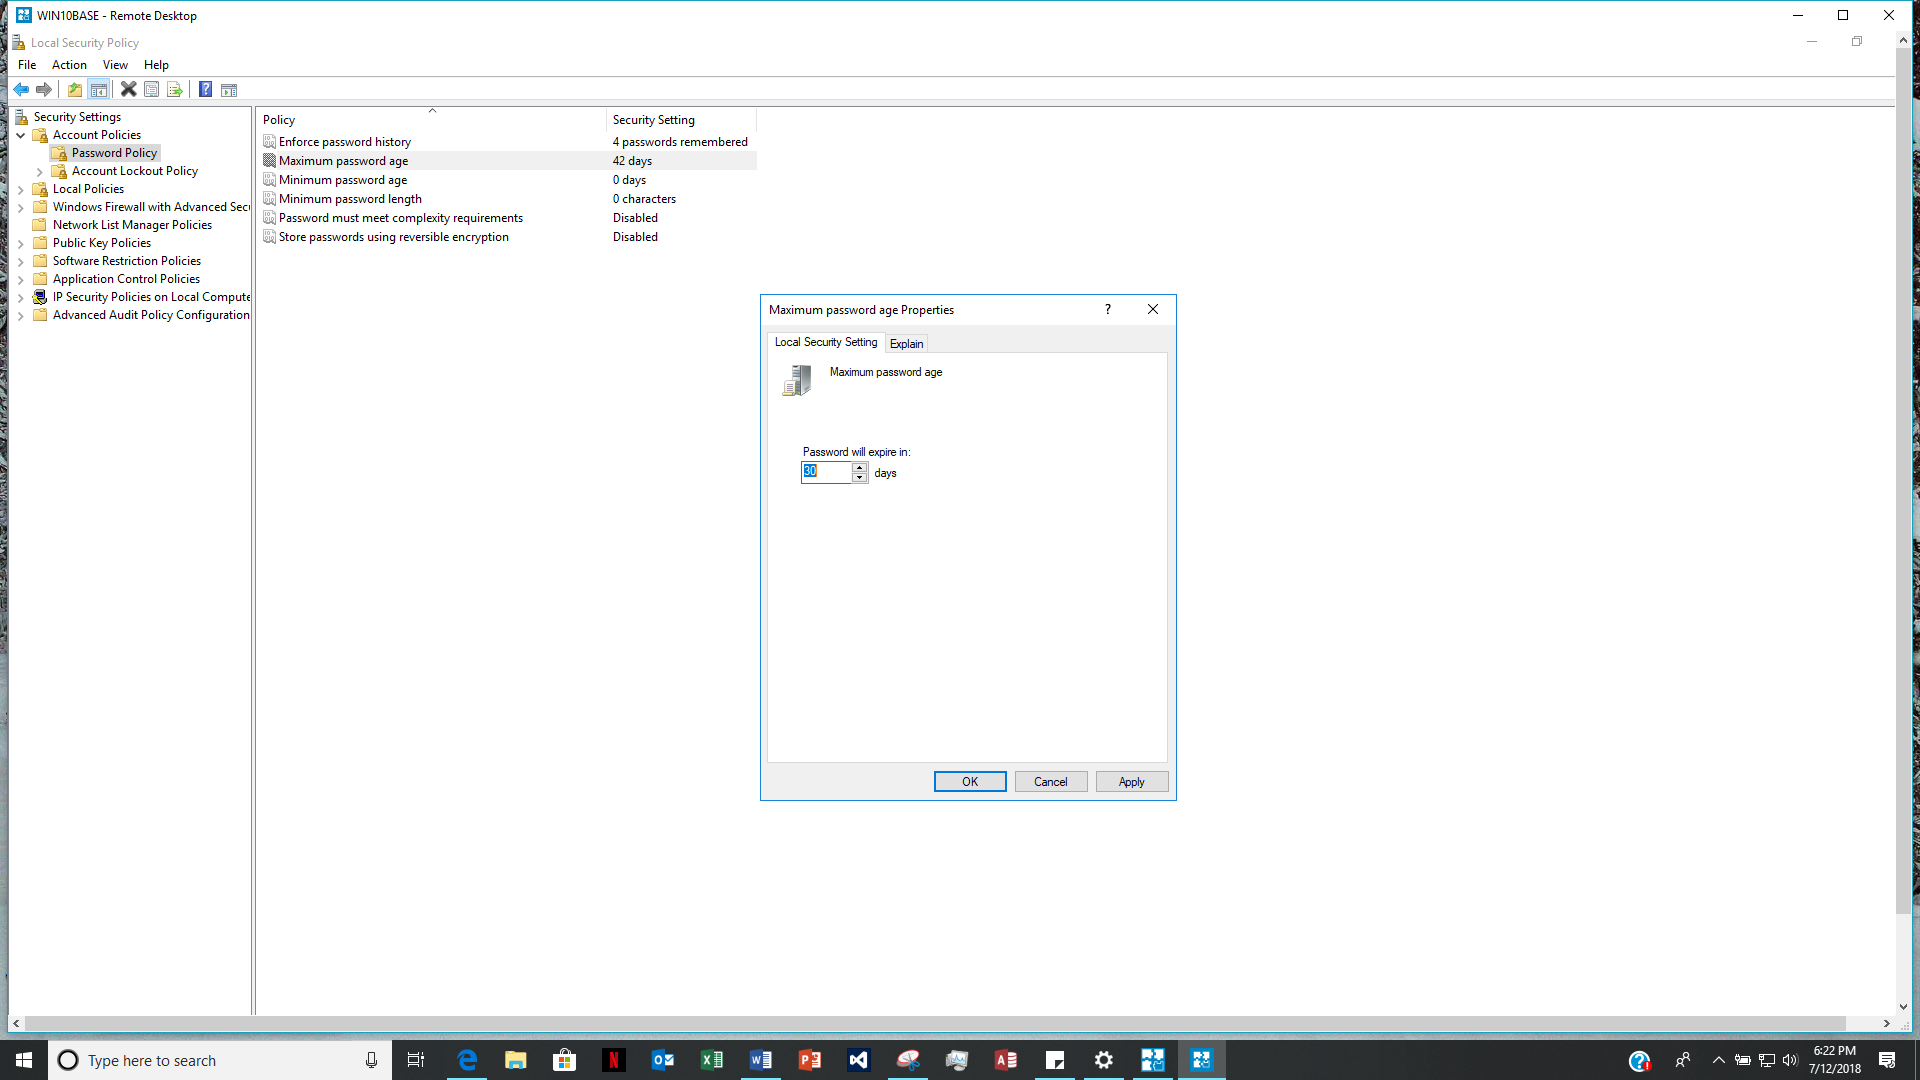 WIN10BASE - Remote Desktop
Local Security Policy
File Action View Help
Security Settings
Account Policies
Password Policy
Account Lockout Policy
Local Policies
Windows Firewall with Advanced Secu
Network List Manager Policies
Public Key Policies
Software Restriction Policies
Application Control Policies
IP Security Policies on Local Compute
Advanced Audit Policy Configuration
Policy Security Setting
Enforce password history 4 passwords remembered
Maximum password age 42 days
Minimum password age 0 days
Minimum password length 0 characters
Password must meet complexity requirements Disabled
Store passwords using reversible encryption Disabled
Maximum password age Properties ?
Local Security Setting Explain
Maximum password age
Password will expire in:
30 days
OK Cancel Apply
Type here to search
6:22 PM
7/12/2018